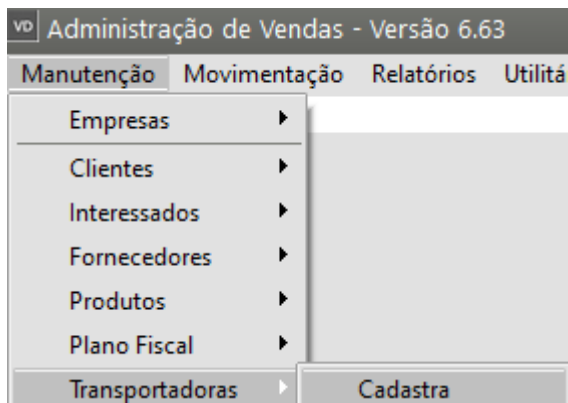 VD Administração de Vendas - Versão 6.63
Manutenção Movimentação Relatórios Utilitá
Empresas
Clientes
Interessados
Fornecedores
Produtos
Plano Fiscal
Transportadoras Cadastra